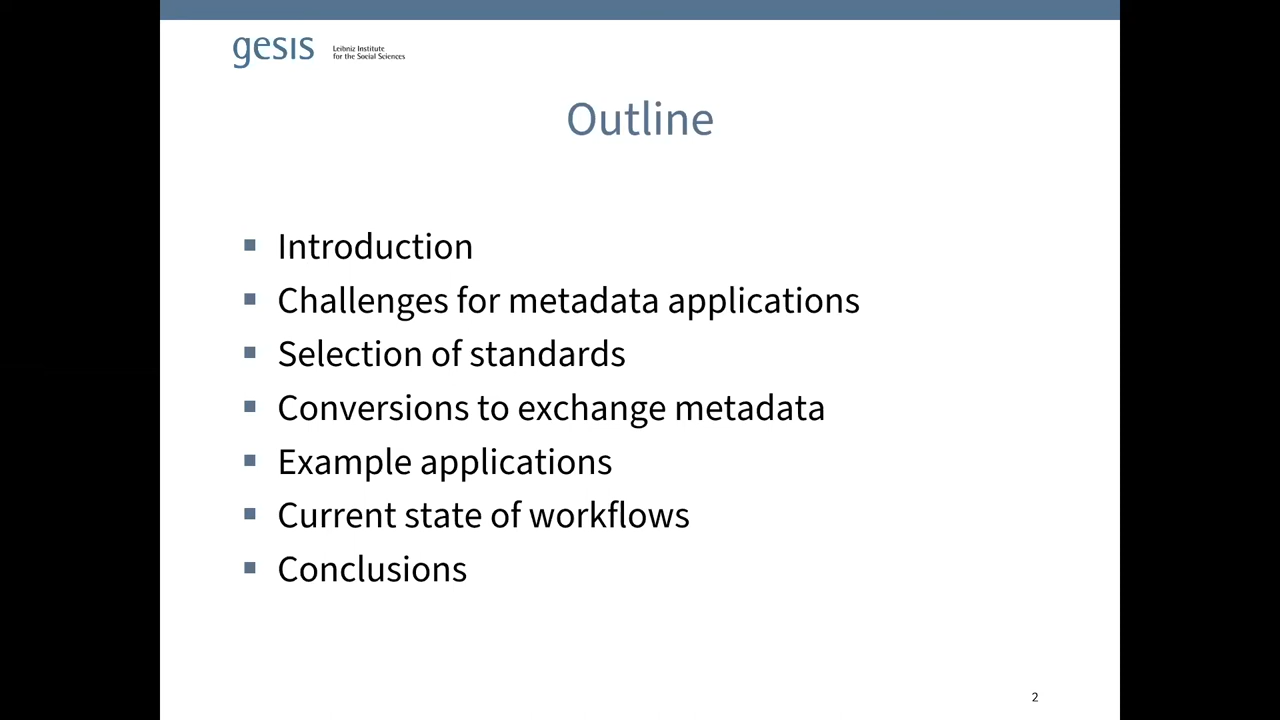 gesis
Leibniz Institute
for the Social Sciences
Outline
Introduction
Challenges for metadata applications
Selection of standards
Conversions to exchange metadata
Example applications
Current state of workflows
Conclusions
2